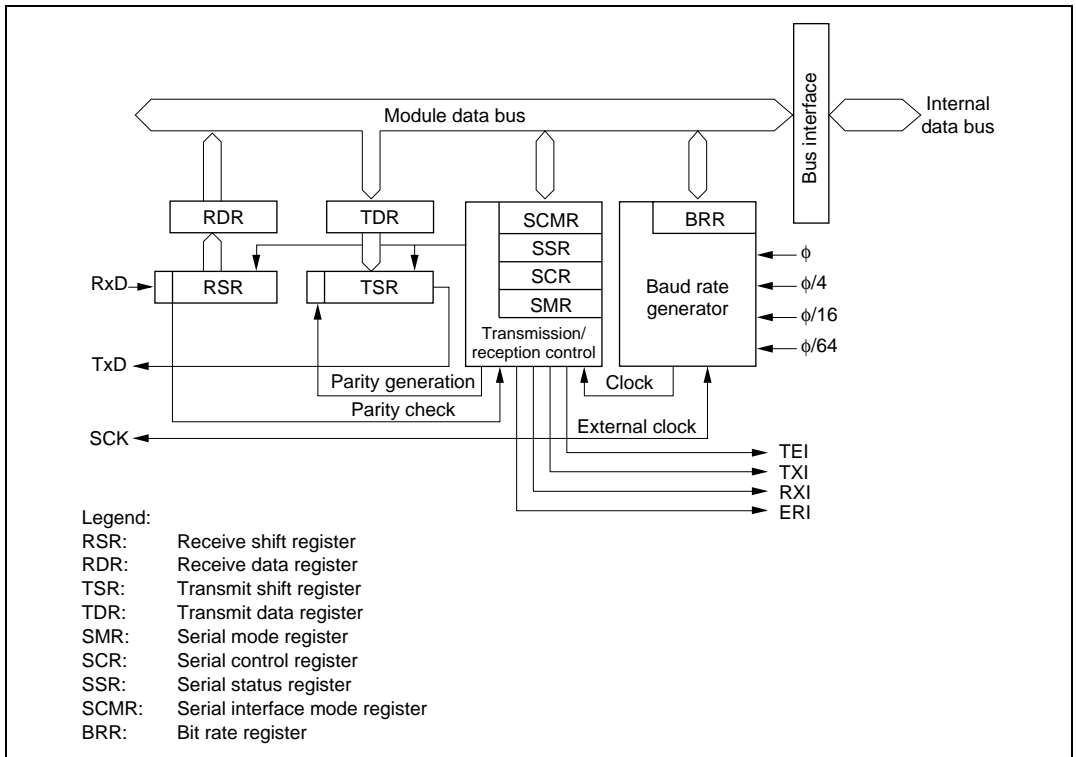 Bus interface
Internal
data bus
Module data bus
RDR
TDR
SCMR
BRR
SSR
φ
RxD
RSR
TSR
SCR
Baud rate
generator
φ/4
SMR
φ/16
Transmission/
reception control
φ/64
TxD
Parity generation
Clock
Parity check
SCK
External clock
TEI
TXI
RXI
ERI
Legend:
RSR: Receive shift register
RDR: Receive data register
TSR: Transmit shift register
TDR: Transmit data register
SMR: Serial mode register
SCR: Serial control register
SSR: Serial status register
SCMR: Serial interface mode register
BRR: Bit rate register